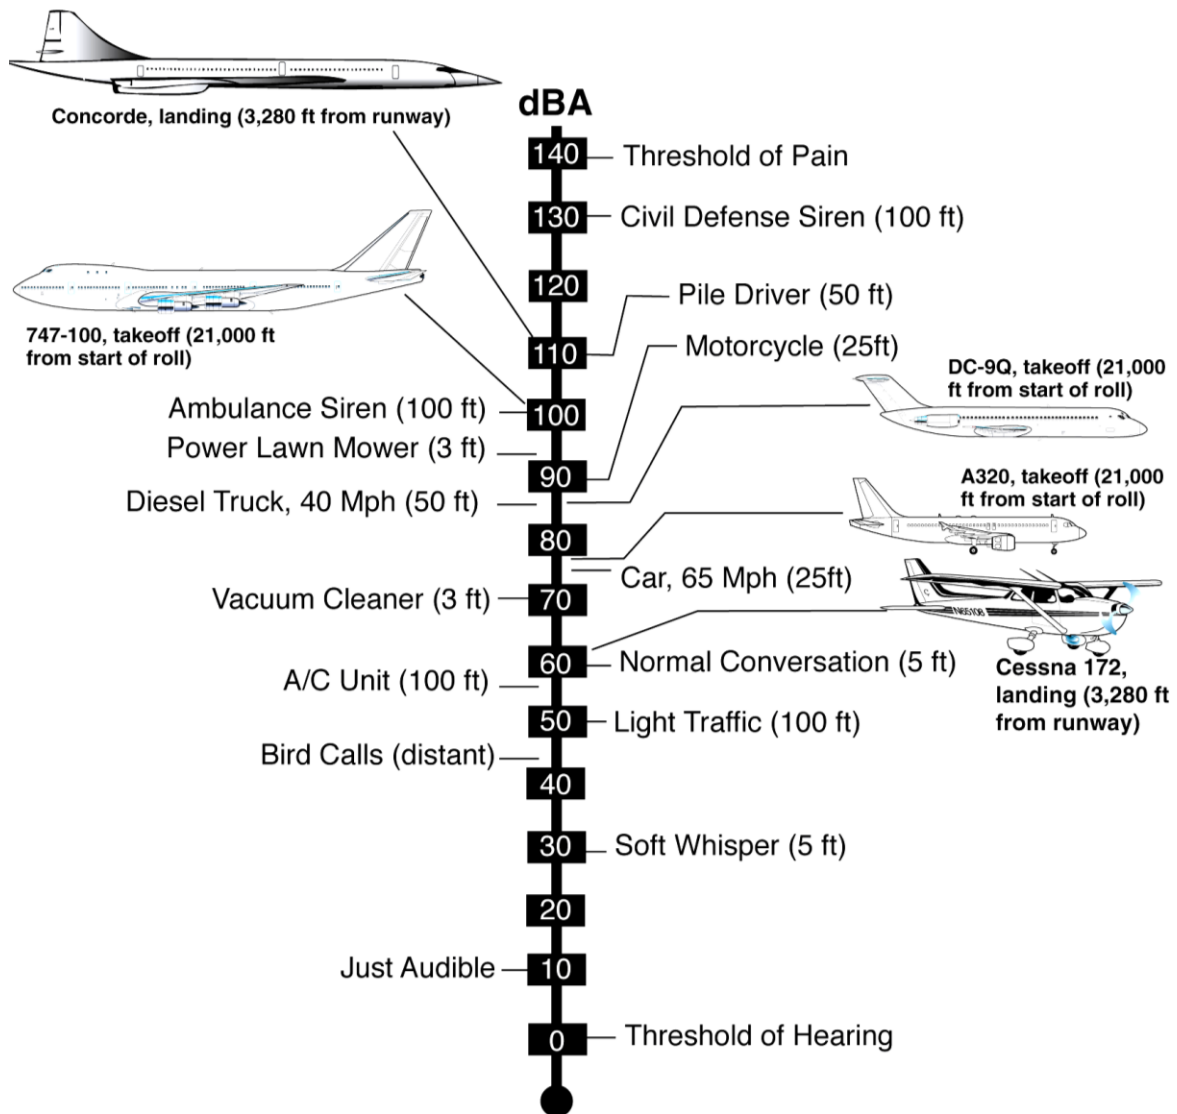 Concorde, landing (3,280 ft from runway)
dBA
140
Threshold of Pain
130
Civil Defense Siren (100 ft)
120
Pile Driver (50 ft)
747-100, takeoff (21,000 ft
from start of roll)
110
Motorcycle (25ft)
DC-9Q, takeoff (21,000
ft from start of roll)
Ambulance Siren (100 ft)
100
Power Lawn Mower (3 ft)
90
A320, takeoff (21,000
ft from start of roll)
Diesel Truck, 40 Mph (50 ft)
80
Car, 65 Mph (25ft)
Vacuum Cleaner (3 ft)
70
N65108
60
Normal Conversation (5 ft)
Cessna 172,
landing (3,280 ft
from runway)
A/C Unit (100 ft)
50
Light Traffic (100 ft)
Bird Calls (distant)
40
30
Soft Whisper (5 ft)
20
Just Audible
10
0
Threshold of Hearing